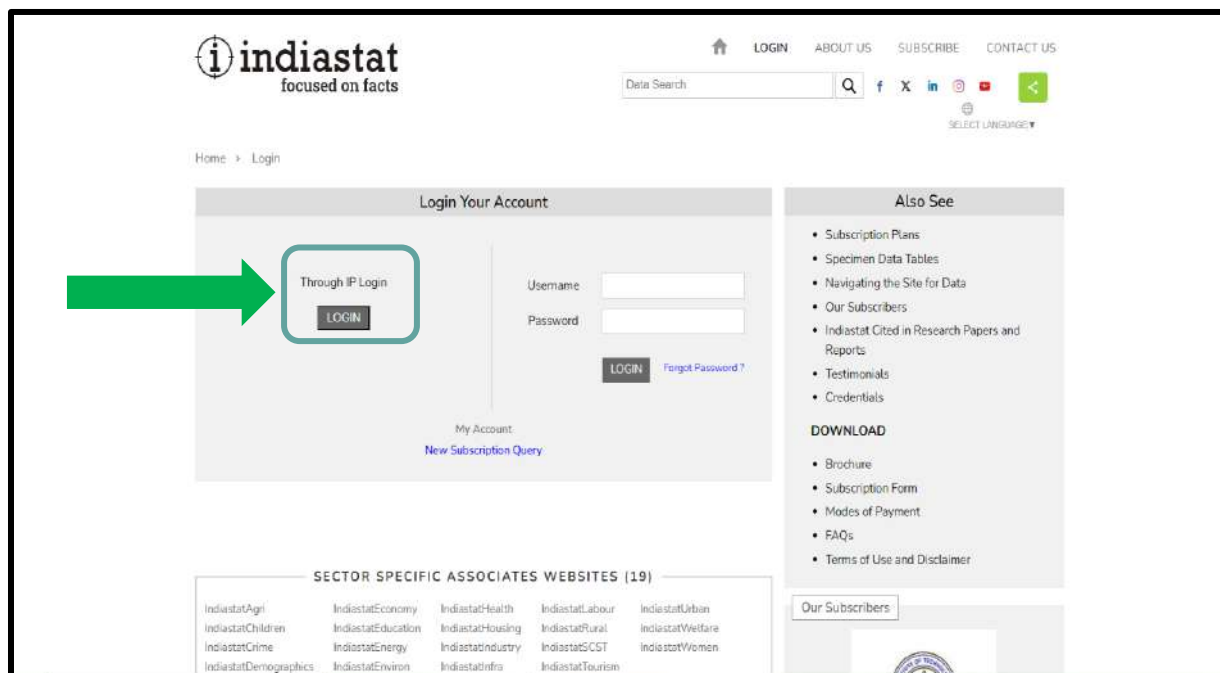 indiastat
focused on facts
LOGIN ABOUT US SUBSCRIBE CONTACT US
Data Search
SELECT LANGUAGE▼
Home > Login
Login Your Account
Through IP Login
LOGIN
Username
Password
LOGIN Forgot Password ?
My Account
New Subscription Query
Also See
• Subscription Plans
• Specimen Data Tables
• Navigating the Site for Data
• Our Subscribers
• Indiastat Cited in Research Papers and
Reports
• Testimonials
• Credentials
DOWNLOAD
• Brochure
• Subscription Form
• Modes of Payment
• FAQs
• Terms of Use and Disclaimer
SECTOR SPECIFIC ASSOCIATES WEBSITES (19)
IndiastatAgri IndiastatEconomy IndiastatHealth IndiastatLabour IndiastatUrban
IndiastatChildren IndiastatEducation IndiastatHousing IndiastatRural IndiastatWelfare
IndiastatCrime IndiastatEnergy IndiastatIndustry IndiastatSCST IndiastatWomen
IndiastatDemographics IndiastatEnviron IndiastatInfra IndiastatTourism
Our Subscribers